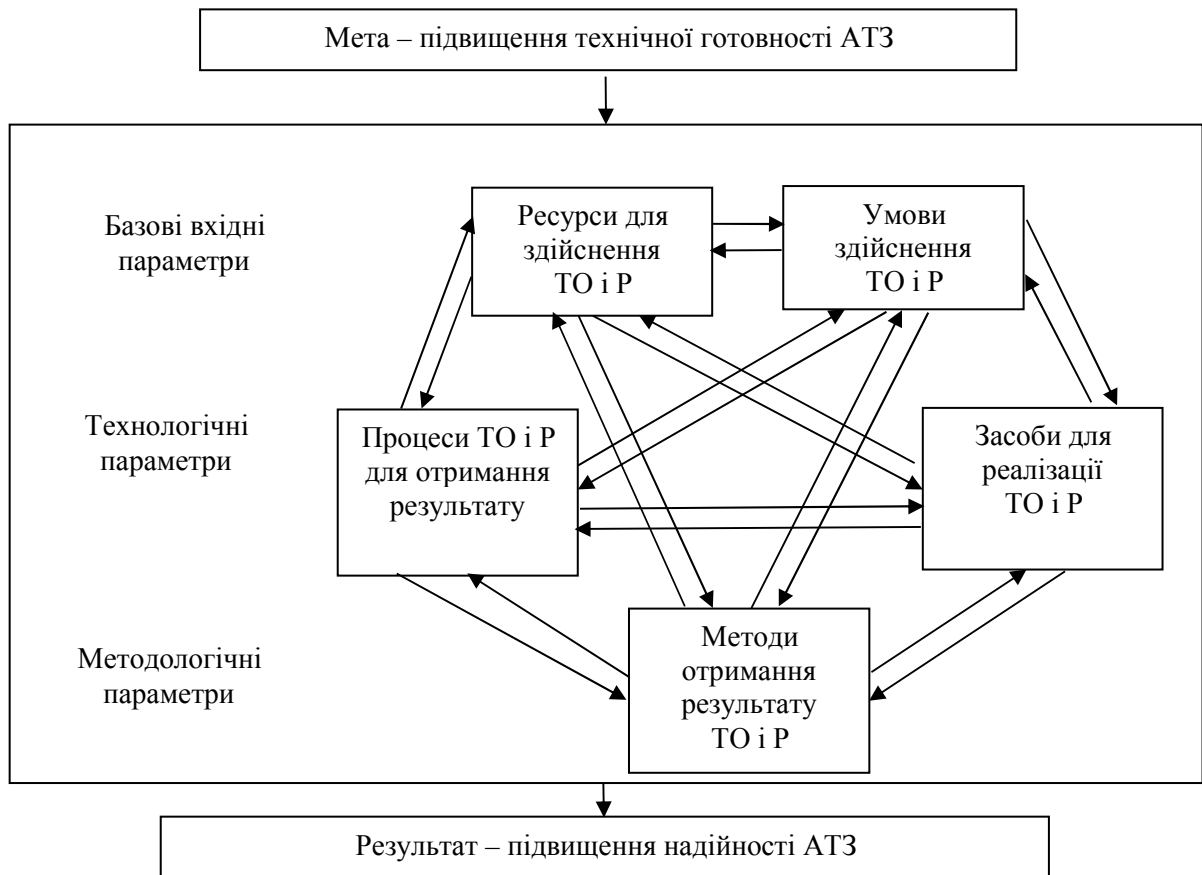 Мета – підвищення технічної готовності АТЗ
Базові вхідні
параметри
Ресурси для
здійснення
ТО і Р
Умови
здійснення
ТО і Р
Технологічні
параметри
Процеси ТО і Р
для отримання
результату
Засоби для
реалізації
ТО і Р
Методологічні
параметри
Методи
отримання
результату
ТО і Р
Результат – підвищення надійності АТЗ